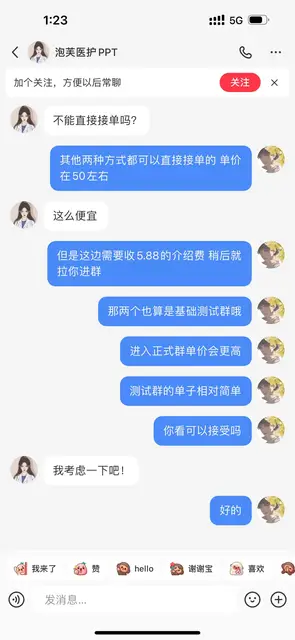 1:23
5G
52
泡芙医护PPT
加个关注，方便以后常聊
关注
不能直接接单吗?
其他两种方式都可以直接接单的 单价
在50左右
这么便宜
但是这边需要收5.88的介绍费 稍后就
拉你进群
那两个也算是基础测试群哦
进入正式群单价会更高
测试群的单子相对简单
你看可以接受吗
我考虑一下吧!
好的
我来了 赞 hello 谢谢宝 喜欢
发消息...